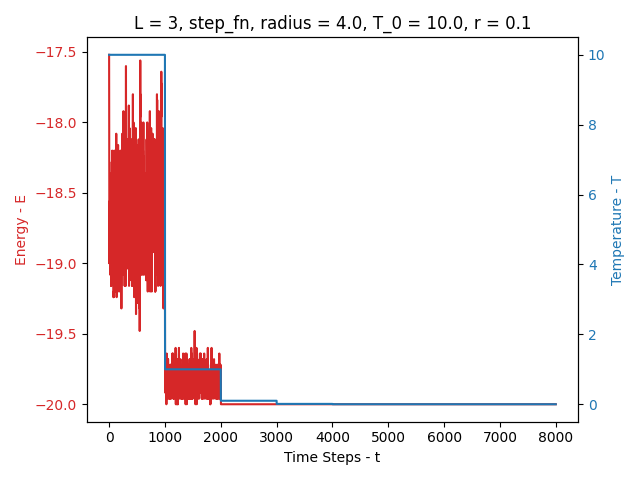 L = 3, step_fn, radius = 4.0, T_0 = 10.0, r = 0.1
Energy - E
−17.5
−18.0
−18.5
−19.0
−19.5
−20.0
10
8
6
4
2
0
Temperature - T
0 1000 2000 3000 4000 5000 6000 7000 8000
Time Steps - t